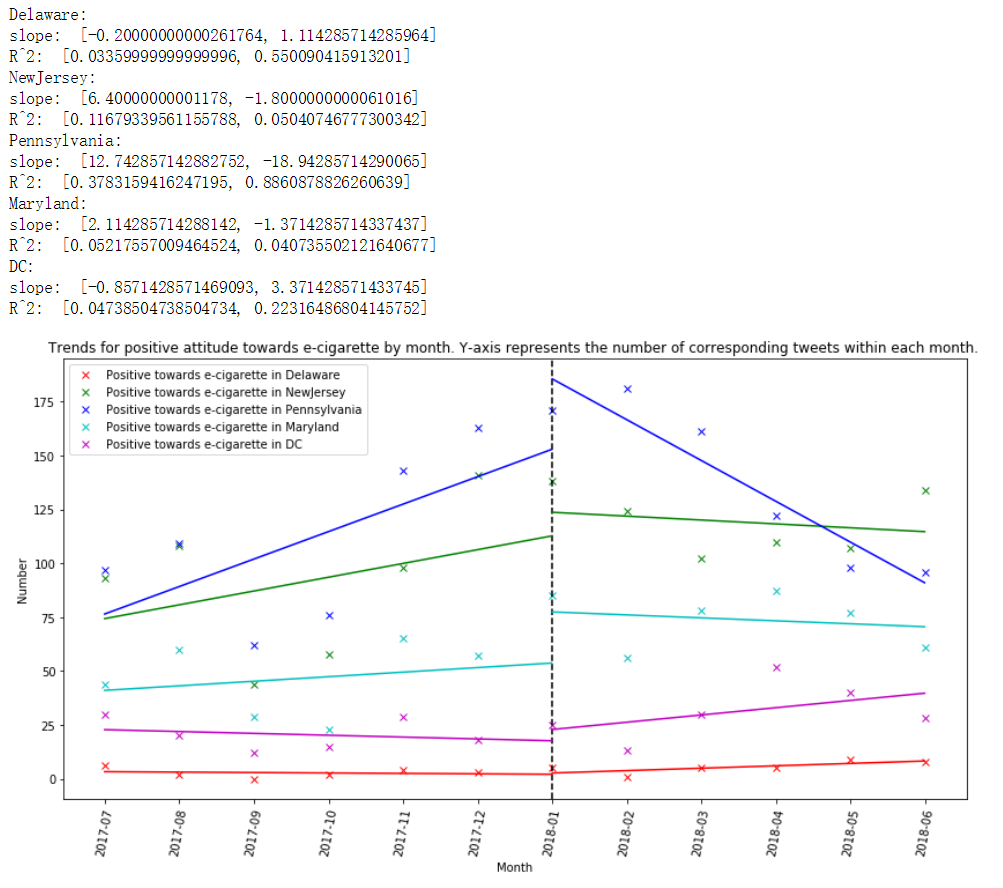 Delaware:
slope:  [-0.20000000000261764, 1.114285714285964]
R^2:  [0.03359999999999996, 0.550090415913201]
NewJersey:
slope:  [6.40000000001178, -1.8000000000061016]
R^2:  [0.11679339561155788, 0.05040746777300342]
Pennsylvania:
slope:  [12.742857142882752, -18.94285714290065]
R^2:  [0.3783159416247195, 0.8860878826260639]
Maryland:
slope:  [2.114285714288142, -1.3714285714337437]
R^2:  [0.05217557009464524, 0.040735502121640677]
DC:
slope:  [-0.8571428571469093, 3.371428571433745]
R^2:  [0.04738504738504734, 0.22316486804145752]
Trends for positive attitude towards e-cigarette by month. Y-axis represents the number of corresponding tweets within each month.
Positive towards e-cigarette in Delaware
Positive towards e-cigarette in NewJersey
Positive towards e-cigarette in Pennsylvania
Positive towards e-cigarette in Maryland
Positive towards e-cigarette in DC
175
150
125
100
75
50
25
0
Number
2017-07
2017-08
2017-09
2017-10
2017-11
2017-12
2018-01
2018-02
2018-03
2018-04
2018-05
2018-06
Month